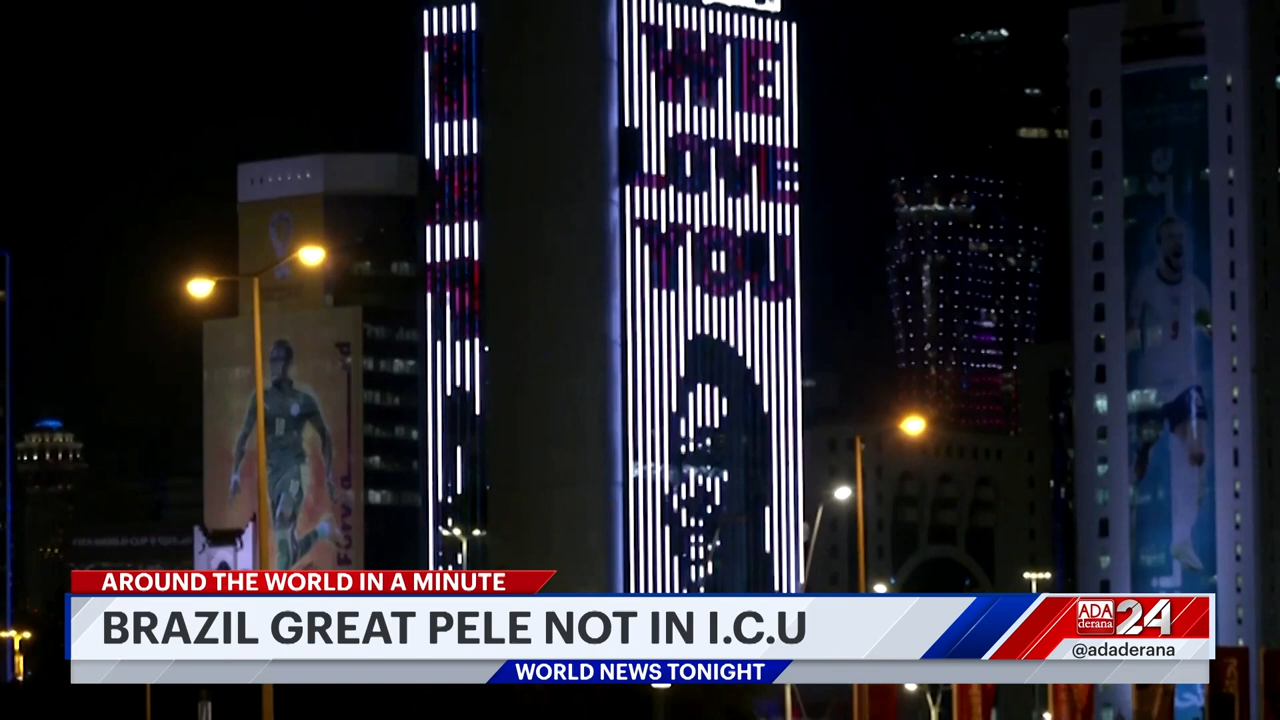 WE
LOVE
YOU
9
AROUND THE WORLD IN A MINUTE
BRAZIL GREAT PELE NOT IN I.C.U
ADA
derana
24
@adaderana
WORLD NEWS TONIGHT